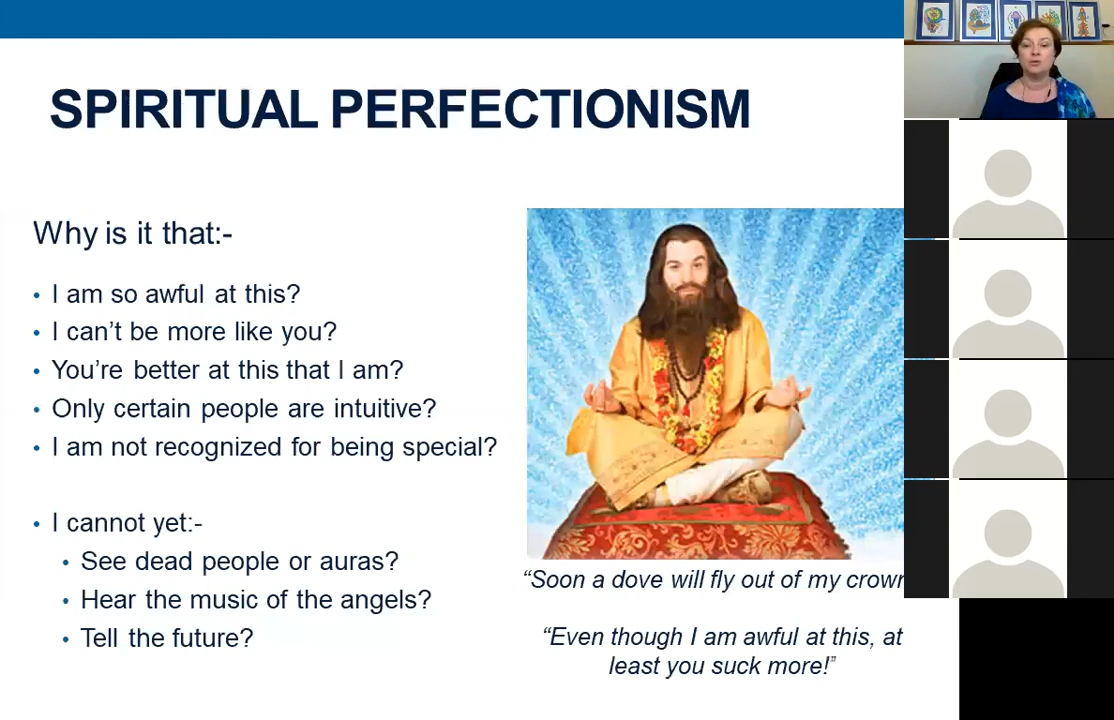 SPIRITUAL PERFECTIONISM
Why is it that:-
• I am so awful at this?
• I can’t be more like you?
• You’re better at this that I am?
• Only certain people are intuitive?
• I am not recognized for being special?
• I cannot yet:-
• See dead people or auras?
• Hear the music of the angels?
• Tell the future?
“Soon a dove will fly out of my crown
“Even though I am awful at this, at
least you suck more!”